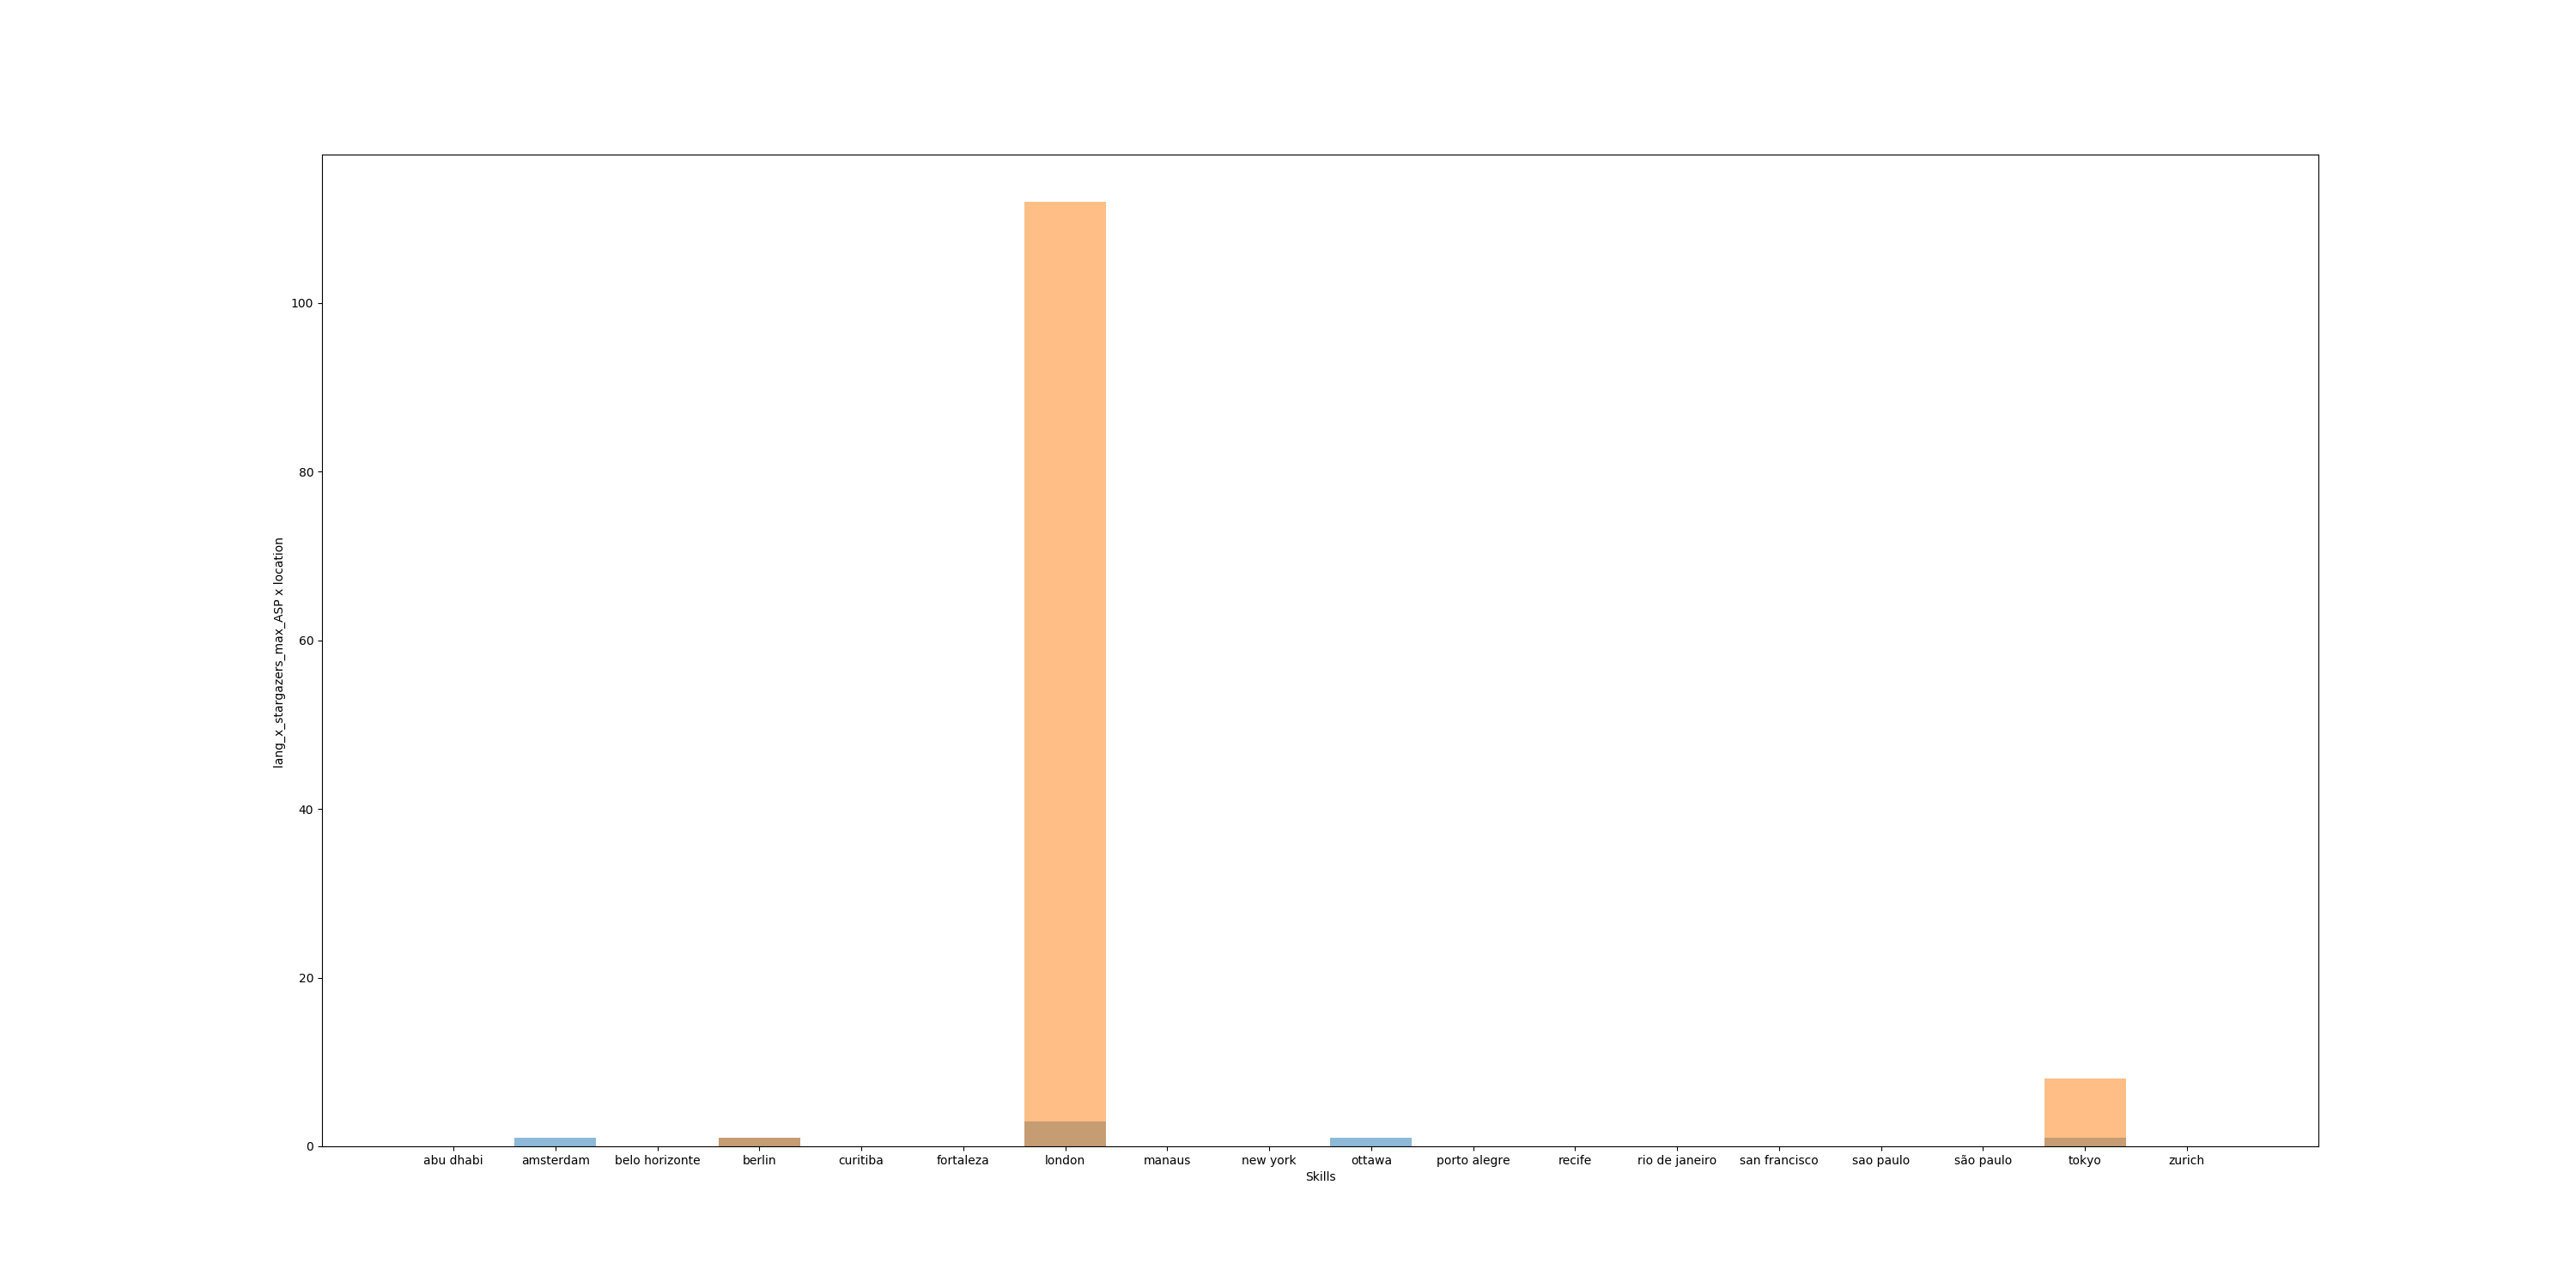 lang_x_stargazers_max_ASP x location
100
80
60
40
20
0
abu dhabi amsterdam belo horizonte berlin curitiba fortaleza london manaus new york ottawa porto alegre recife rio de janeiro san francisco sao paulo são paulo tokyo zurich
Skills